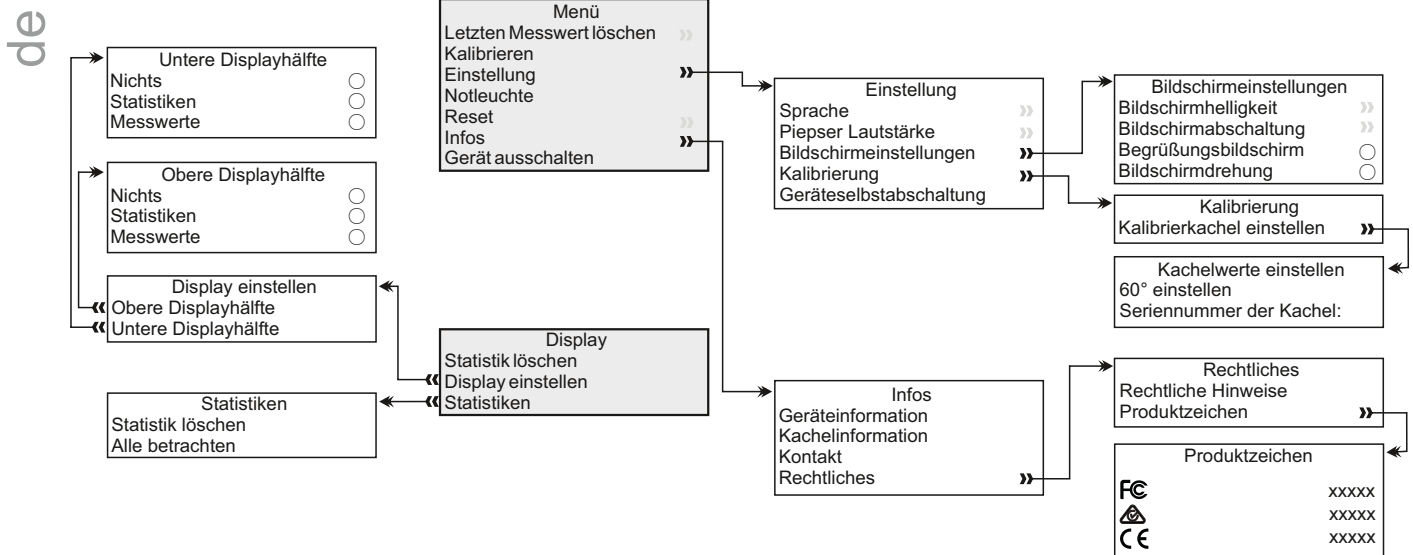 de
Untere Displayhälfte
Nichts
Statistiken
Messwerte
Obere Displayhälfte
Nichts
Statistiken
Messwerte
Display einstellen
Obere Displayhälfte
Untere Displayhälfte
Statistiken
Statistik löschen
Alle betrachten
Menü
Letzten Messwert löschen
Kalibrieren
Einstellung
Notleuchte
Reset
Infos
Gerät ausschalten
Display
Statistik löschen
Display einstellen
Statistiken
Einstellung
Sprache
Piepser Lautstärke
Bildschirmeinstellungen
Kalibrierung
Geräteselbstabschaltung
Infos
Geräteinformation
Kachelinformation
Kontakt
Rechtliches
Bildschirmeinstellungen
Bildschirmhelligkeit
Bildschirmabschaltung
Begrüßungsbildschirm
Bildschirmdrehung
Kalibrierung
Kalibrierkachel einstellen
Kachelwerte einstellen
60° einstellen
Seriennummer der Kachel:
Rechtliches
Rechtliche Hinweise
Produktzeichen
Produktzeichen
FC xxxxx
xxxxx
CE xxxxx